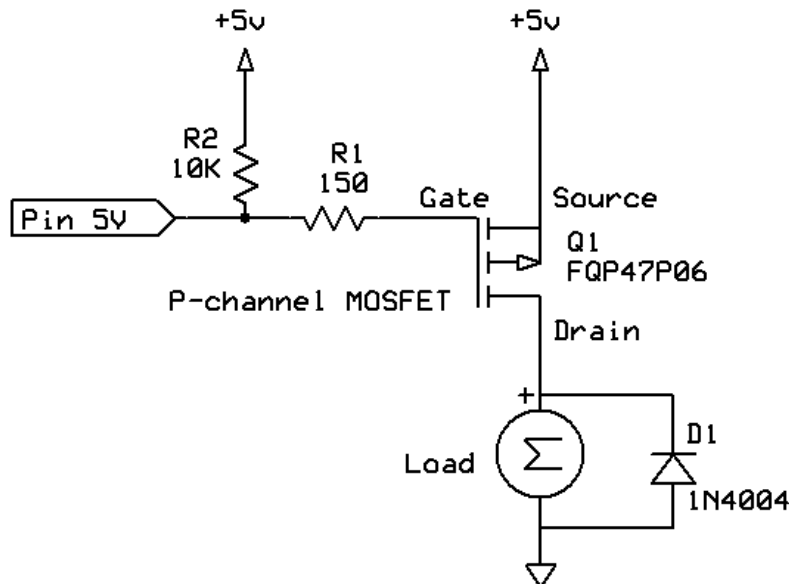 +5v
+5v
R2
10K
R1
150
Pin 5V
Gate
Source
Q1
FQP47P06
P-channel MOSFET
Drain
+
Load
Σ
D1
1N4004